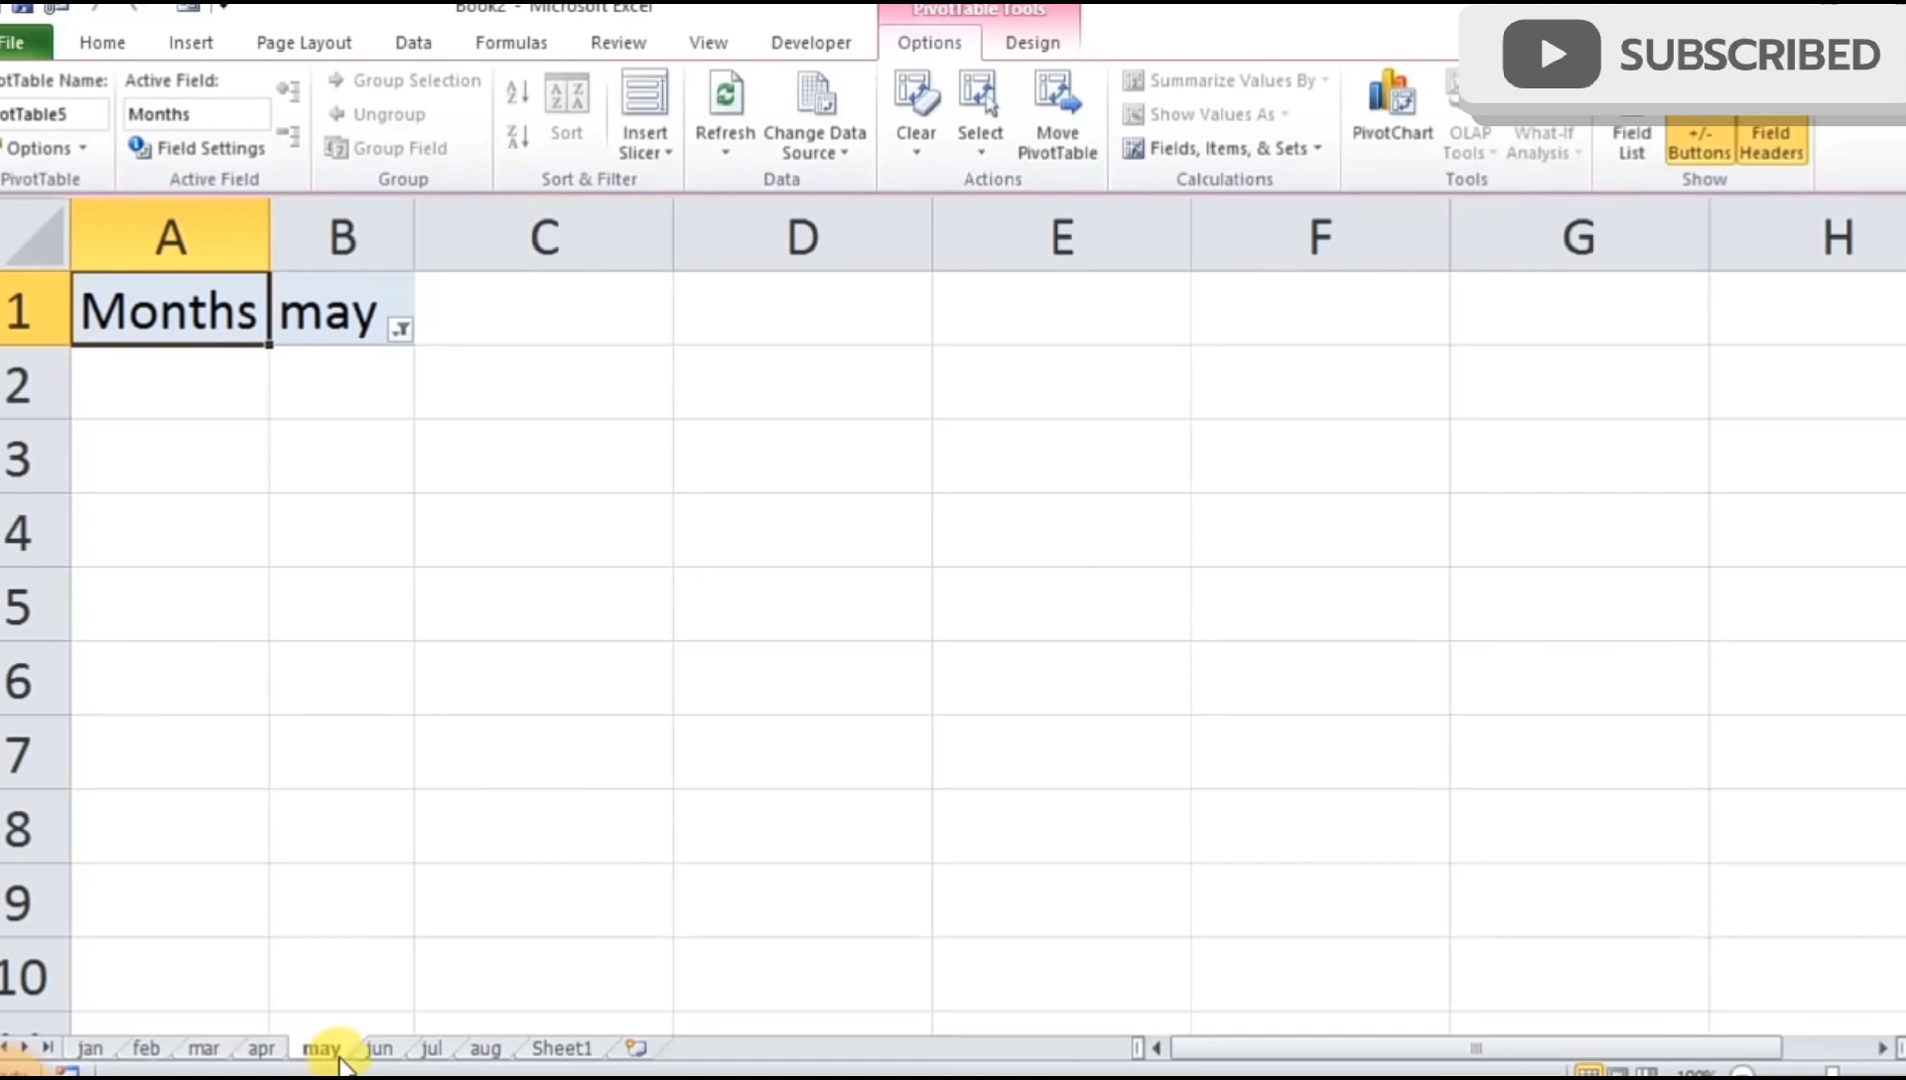 Book2 - Microsoft Excel
PivotTable Tools
SUBSCRIBED
File Home Insert Page Layout Data Formulas Review View Developer Options Design
otTable Name: Active Field: Group Selection Summarize Values By
otTable5 Months Ungroup Show Values As
Options Field Settings Group Field Sort Insert Slicer Refresh Change Data Source Clear Select Move PivotTable Fields, Items, & Sets PivotChart OLAP Tools What-If Analysis Field List +/- Buttons Field Headers
PivotTable Active Field Group Sort & Filter Data Actions Calculations Tools Show
A B C D E F G H
1 Months may
2
3
4
5
6
7
8
9
10
jan feb mar apr may jun jul aug Sheet1